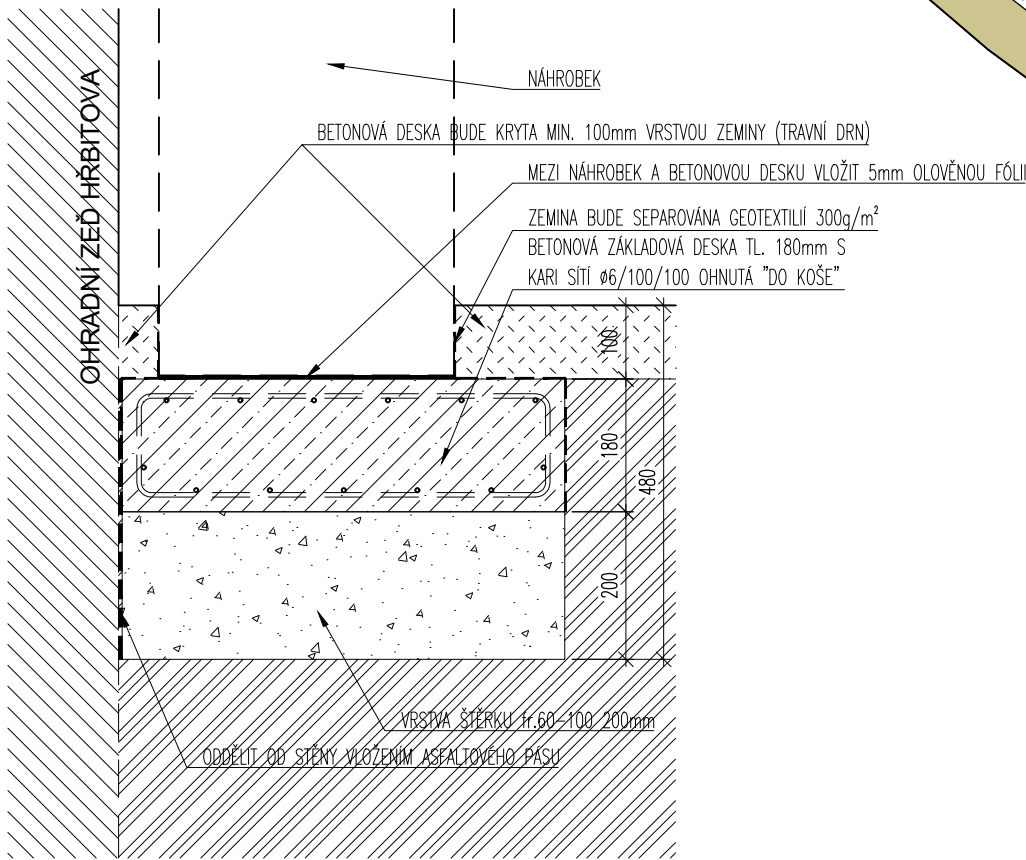 NÁHROBEK
BETONOVÁ DESKA BUDE KRYTA MIN. 100mm VRSTVOU ZEMINY (TRAVNÍ DRN)
MEZI NÁHROBEK A BETONOVOU DESKU VLOŽIT 5mm OLOVĚNOU FÓLII
ZEMINA BUDE SEPAROVÁNA GEOTEXTILIÍ 300g/m²
BETONOVÁ ZÁKLADOVÁ DESKA TL. 180mm S
KARI SÍTÍ ø6/100/100 OHNUTÁ "DO KOŠE"
OHRADNÍ ZEĎ HŘBITOVA
100
180
480
200
VRSTVA ŠTĚRKU fr.60-100 200mm
ODDĚLIT OD STĚNY VLOŽENÍM ASFALTOVÉHO PÁSU